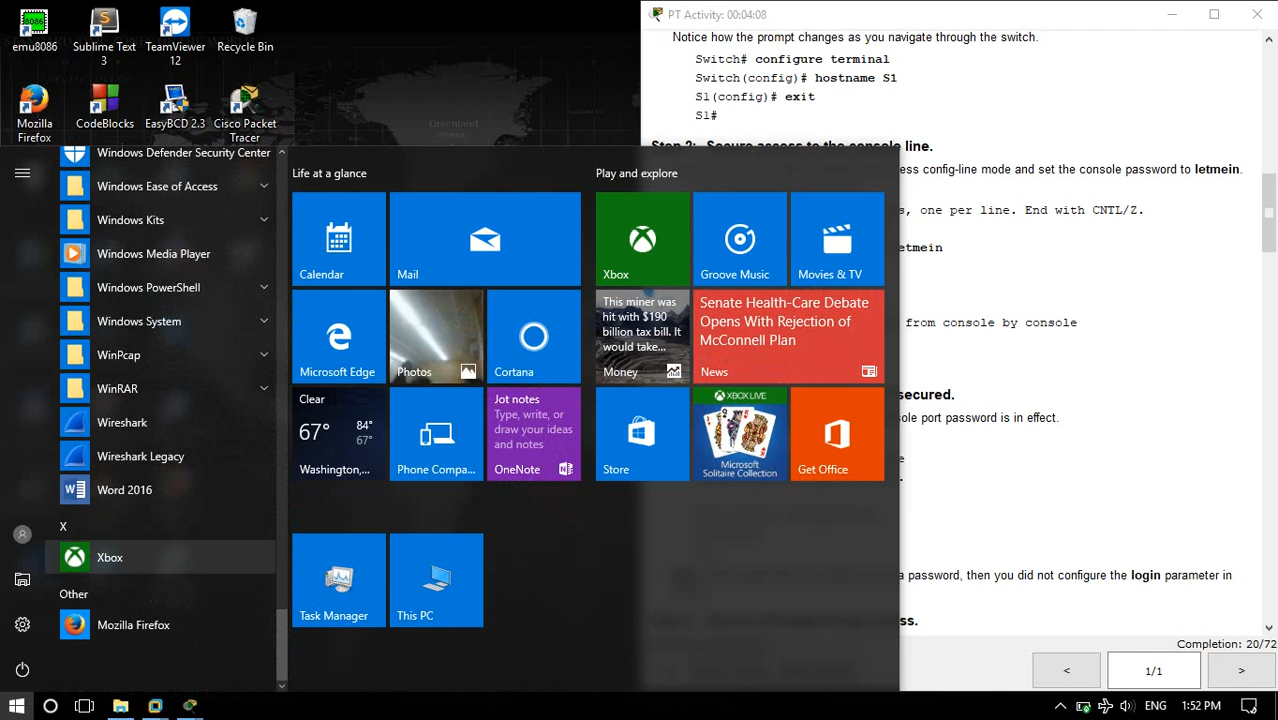 emu8086
Sublime Text 3
TeamViewer 12
Recycle Bin
Mozilla Firefox
CodeBlocks
EasyBCD 2.3
Cisco Packet Tracer
Greenland
PT Activity: 00:04:08
Notice how the prompt changes as you navigate through the switch.
Switch# configure terminal
Switch(config)# hostname S1
S1(config)# exit
S1#
Step 2: Secure access to the console line.
ess config-line mode and set the console password to letmein.
s, one per line. End with CNTL/Z.
etmein
from console by console
secured.
ole port password is in effect.
e
.
a password, then you did not configure the login parameter in
ss.
Completion: 20/72
<
1/1
>
Windows Defender Security Center
Windows Ease of Access
Windows Kits
Windows Media Player
Windows PowerShell
Windows System
WinPcap
WinRAR
Wireshark
Wireshark Legacy
Word 2016
X
Xbox
Other
Mozilla Firefox
Life at a glance
Calendar
Mail
Microsoft Edge
Photos
Cortana
Clear
67° 84°
67°
Washington,...
Phone Compa...
Jot notes
Type, write, or
draw your ideas
and notes
OneNote
Task Manager
This PC
Play and explore
Xbox
Groove Music
Movies & TV
This miner was
hit with $190
billion tax bill. It
would take...
Money
Senate Health-Care Debate
Opens With Rejection of
McConnell Plan
News
Store
XBOX LIVE
Microsoft
Solitaire Collection
Get Office
ENG
1:52 PM